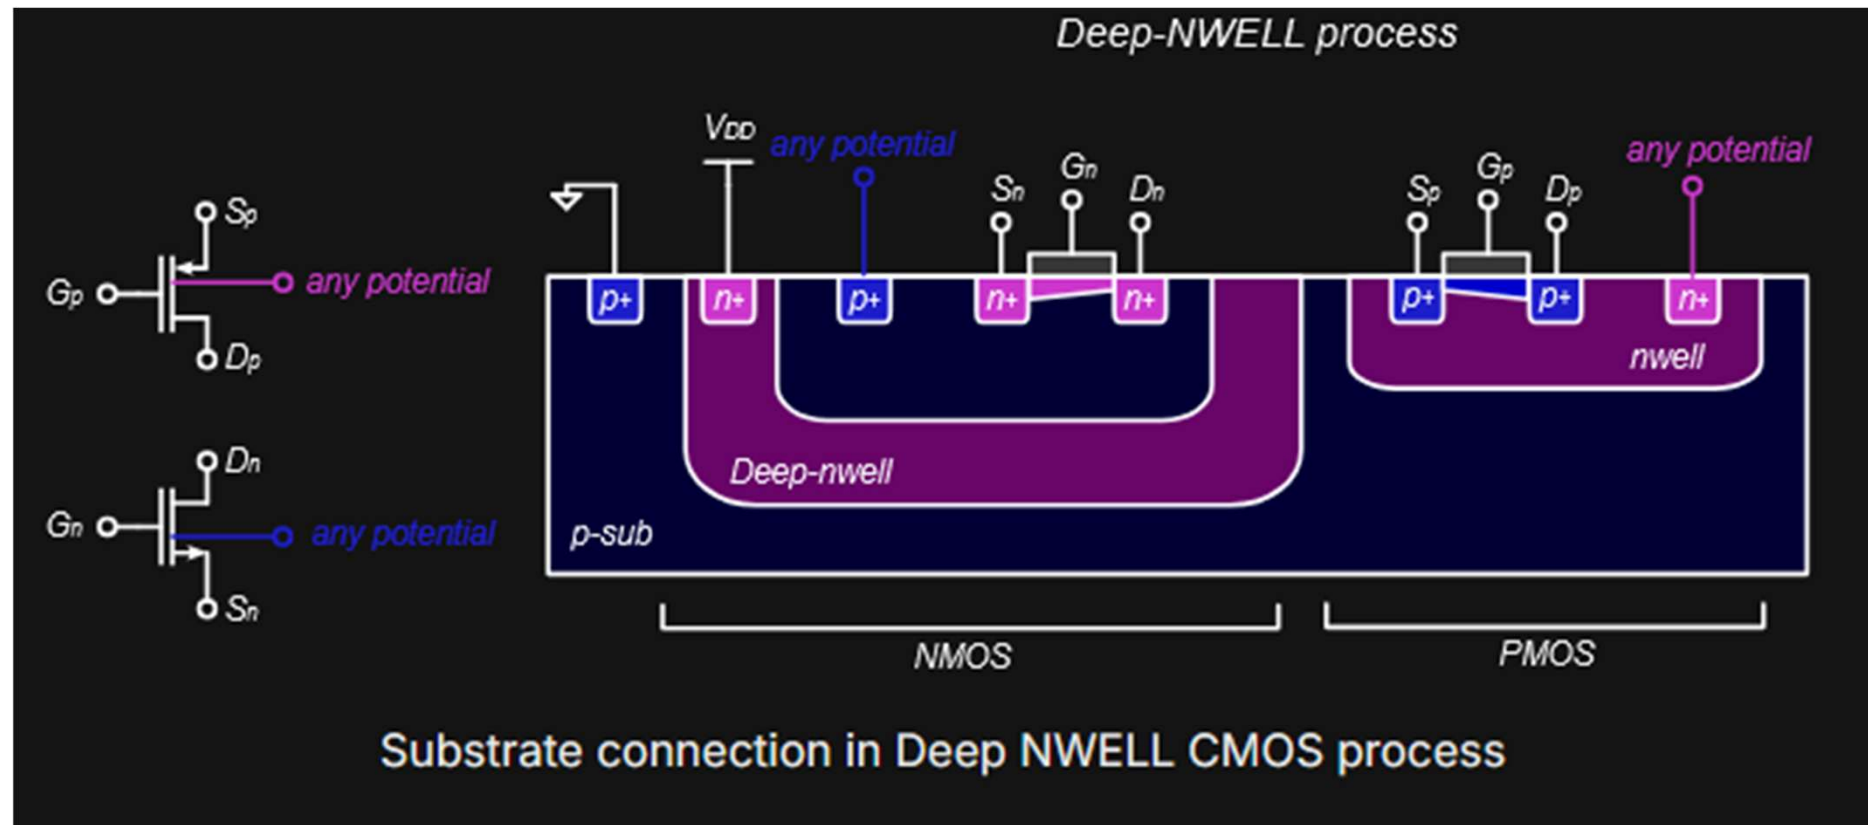 Deep-NWELL process
VDD
any potential
any potential
Sn
Gn
Dn
Sp
Gp
Dp
Sp
Gp
any potential
Dp
p+
n+
p+
n+
n+
p+
p+
n+
nwell
Deep-nwell
p-sub
Dn
Gn
any potential
Sn
NMOS
PMOS
Substrate connection in Deep NWELL CMOS process